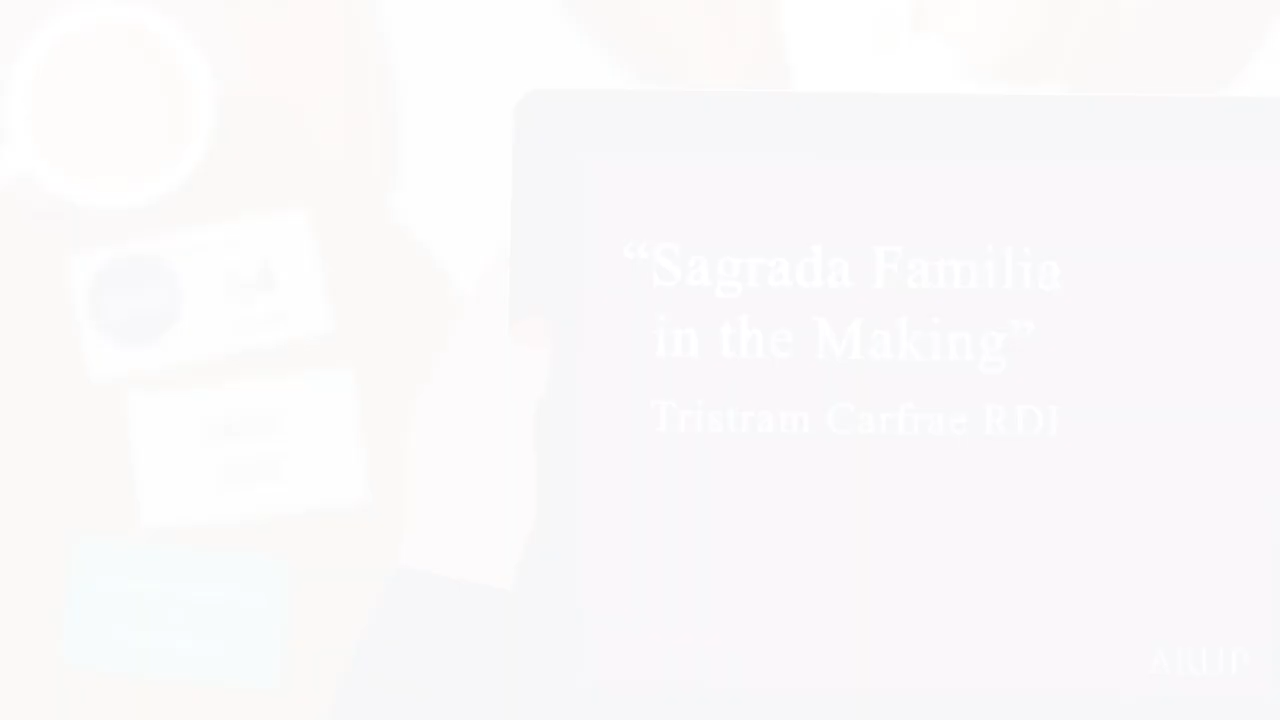 “Sagrada Familia
in the Making”
Tristram Carfrae RDI
ARUP